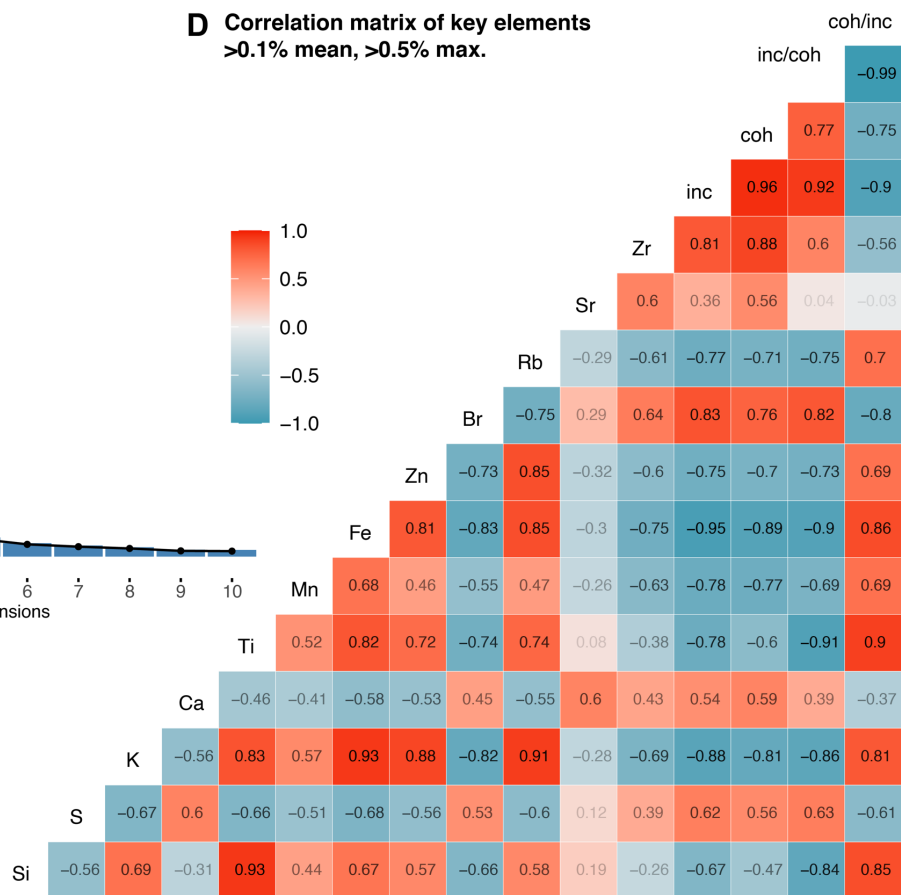 D Correlation matrix of key elements
>0.1% mean, >0.5% max.
coh/inc
inc/coh −0.99
coh 0.77 −0.75
inc 0.96 0.92 −0.9
Zr 0.81 0.88 0.6 −0.56
Sr 0.6 0.36 0.56 0.04 −0.03
Rb −0.29 −0.61 −0.77 −0.71 −0.75 0.7
Br −0.75 0.29 0.64 0.83 0.76 0.82 −0.8
Zn −0.73 0.85 −0.32 −0.6 −0.75 −0.7 −0.73 0.69
Fe 0.81 −0.83 0.85 −0.3 −0.75 −0.95 −0.89 −0.9 0.86
Mn 0.68 0.46 −0.55 0.47 −0.26 −0.63 −0.78 −0.77 −0.69 0.69
Ti 0.52 0.82 0.72 −0.74 0.74 0.08 −0.38 −0.78 −0.6 −0.91 0.9
Ca −0.46 −0.41 −0.58 −0.53 0.45 −0.55 0.6 0.43 0.54 0.59 0.39 −0.37
K −0.56 0.83 0.57 0.93 0.88 −0.82 0.91 −0.28 −0.69 −0.88 −0.81 −0.86 0.81
S −0.67 0.6 −0.66 −0.51 −0.68 −0.56 0.53 −0.6 0.12 0.39 0.62 0.56 0.63 −0.61
Si −0.56 0.69 −0.31 0.93 0.44 0.67 0.57 −0.66 0.58 0.19 −0.26 −0.67 −0.47 −0.84 0.85
1.0
0.5
0.0
−0.5
−1.0
6 7 8 9 10
nsions